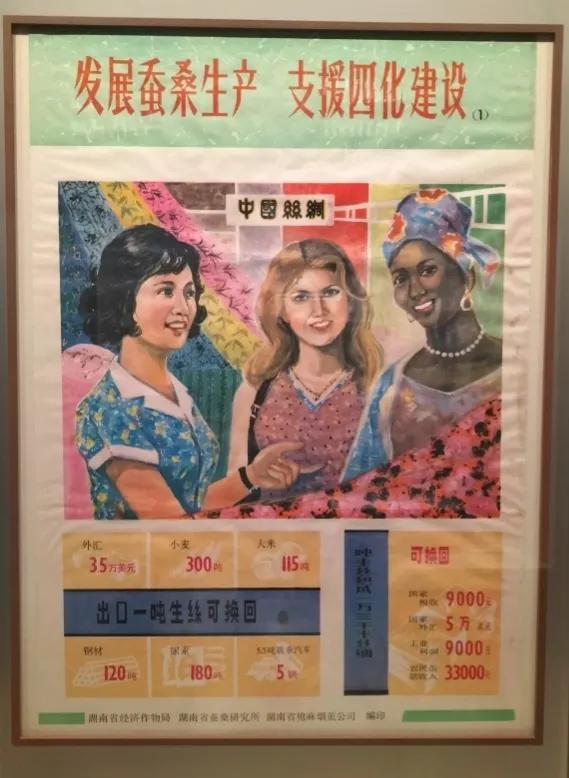 发展蚕桑生产 支援四化建设(1)
中國絲綢
外汇 3.5万美元
小麦 300吨
大米 115吨
出口一吨生丝可换回
钢材 120吨
尿素 180吨
5.5吨载重汽车 5辆
可换回
国家税收 9000元
国家外汇 5万美元
工业利润 9000元
农民蚕茧收入 33000元
湖南省经济作物局 湖南省蚕桑研究所 湖南省棉麻烟茧公司 编印